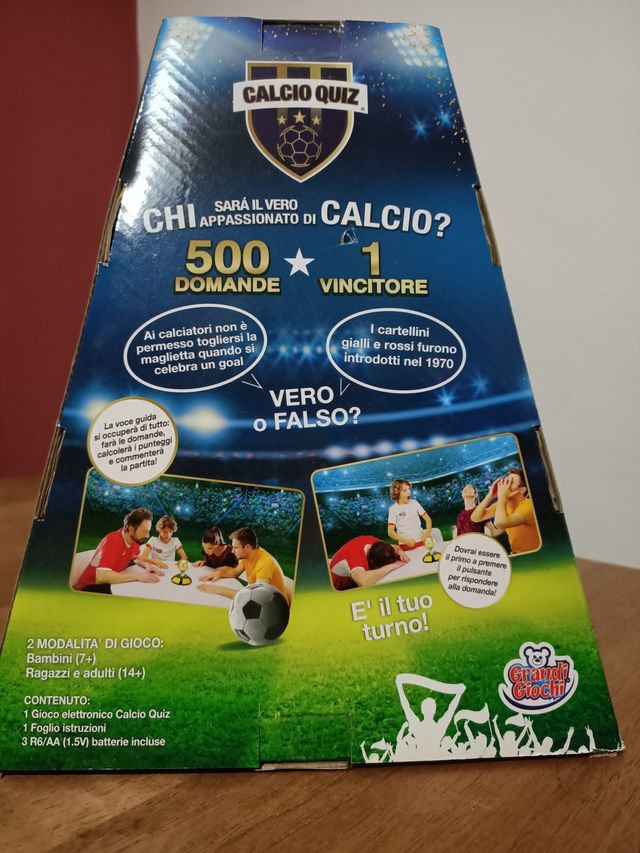 CALCIO QUIZ
CHI SARÁ IL VERO
APPASSIONATO DI CALCIO?
500 1
DOMANDE VINCITORE
Ai calciatori non è
permesso togliersi la
maglietta quando si
celebra un goal
I cartellini
gialli e rossi furono
introdotti nel 1970
VERO
o FALSO?
La voce guida
si occuperà di tutto:
farà le domande,
calcolerà i punteggi
e commenterà
la partita!
Dovrai essere
il primo a premere
il pulsante
per rispondere
alla domanda!
E' il tuo
turno!
2 MODALITA' DI GIOCO:
Bambini (7+)
Ragazzi e adulti (14+)
CONTENUTO:
1 Gioco elettronico Calcio Quiz
1 Foglio istruzioni
3 R6/AA (1.5V) batterie incluse
Grandi
Giochi